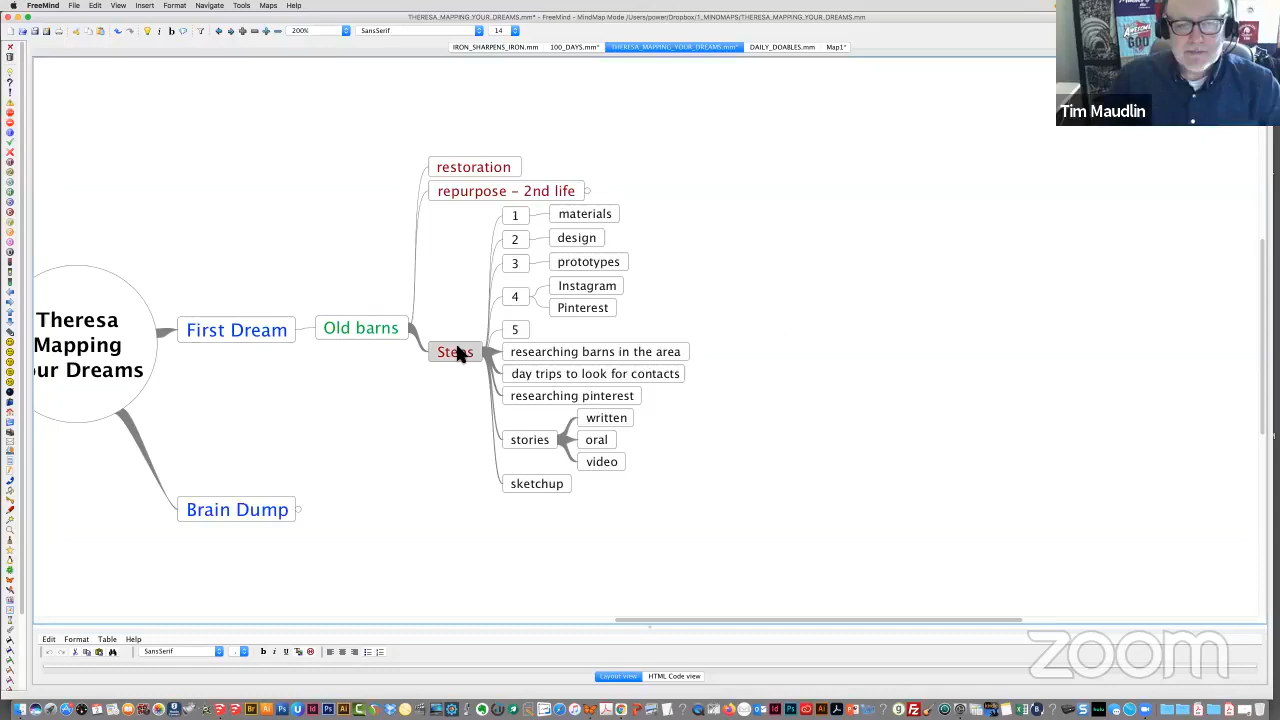 FreeMind File Edit View Insert Format Navigate Tools Maps Help
THERESA_MAPPING_YOUR_DREAMS.mm* - FreeMind - MindMap Mode /Users/power/Dropbox/1_MINDMAPS/THERESA_MAPPING_YOUR_DREAMS.mm
200% SansSerif 14
IRON_SHARPENS_IRON.mm 100_DAYS.mm* THERESA_MAPPING_YOUR_DREAMS.mm* DAILY_DOABLES.mm Map1*
AWESOME
600
Tim Maudlin
restoration
repurpose - 2nd life
1 materials
2 design
3 prototypes
4 Instagram
Pinterest
5
Theresa
Mapping
our Dreams
First Dream
Old barns
Steps
researching barns in the area
day trips to look for contacts
researching pinterest
stories
written
oral
video
sketchup
Brain Dump
Edit Format Table Help
SansSerif
Layout view HTML Code view
zoom